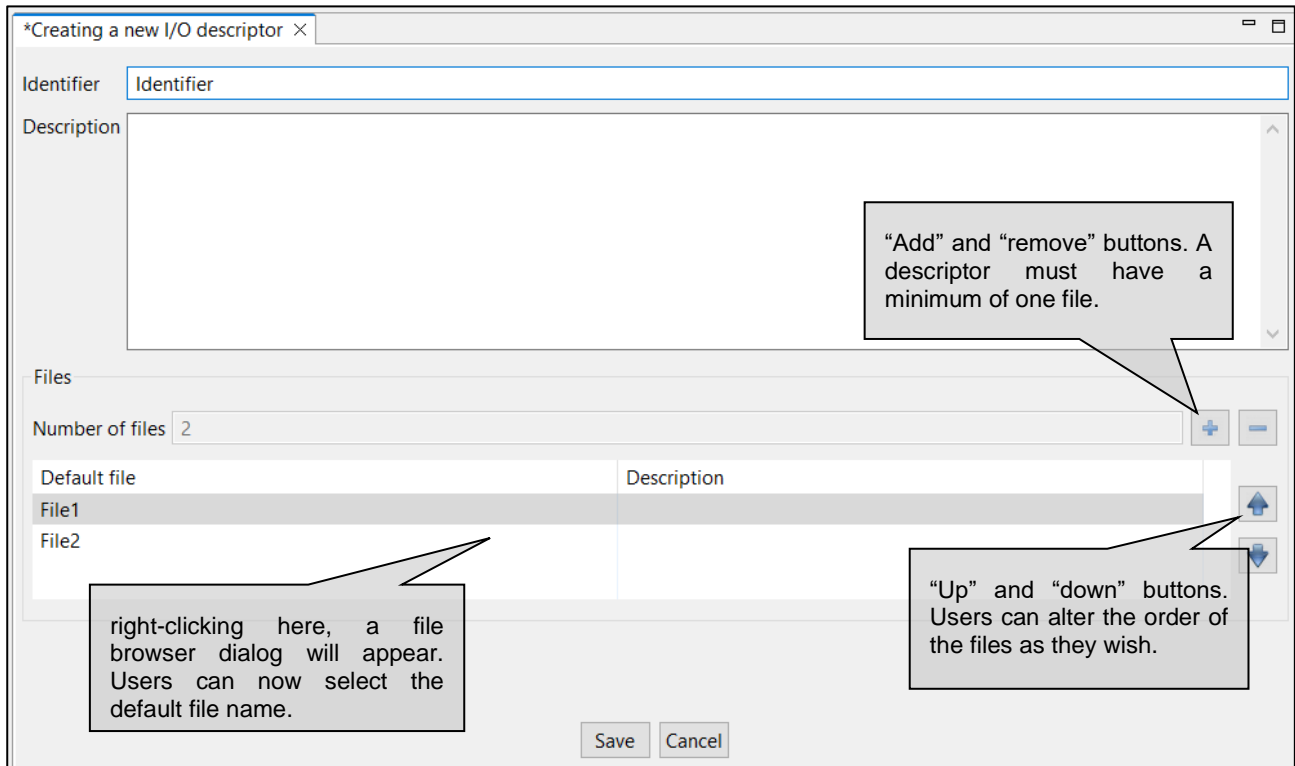 *Creating a new I/O descriptor
Identifier Identifier
Description
“Add” and “remove” buttons. A
descriptor must have a
minimum of one file.
Files
Number of files 2
Default file Description
File1
File2
“Up” and “down” buttons.
Users can alter the order of
the files as they wish.
right-clicking here, a file
browser dialog will appear.
Users can now select the
default file name.
Save Cancel